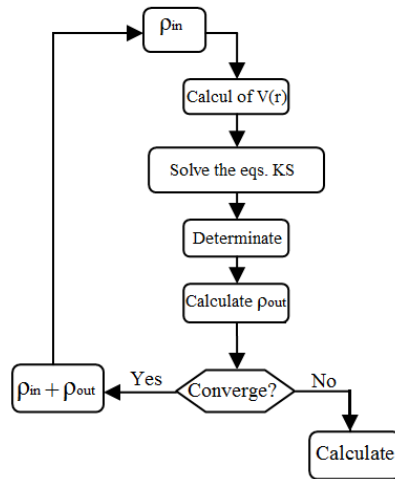 ρin
Calcul of V(r)
Solve the eqs. KS
Determinate
Calculate ρout
Converge?
Yes
No
ρin + ρout
Calculate